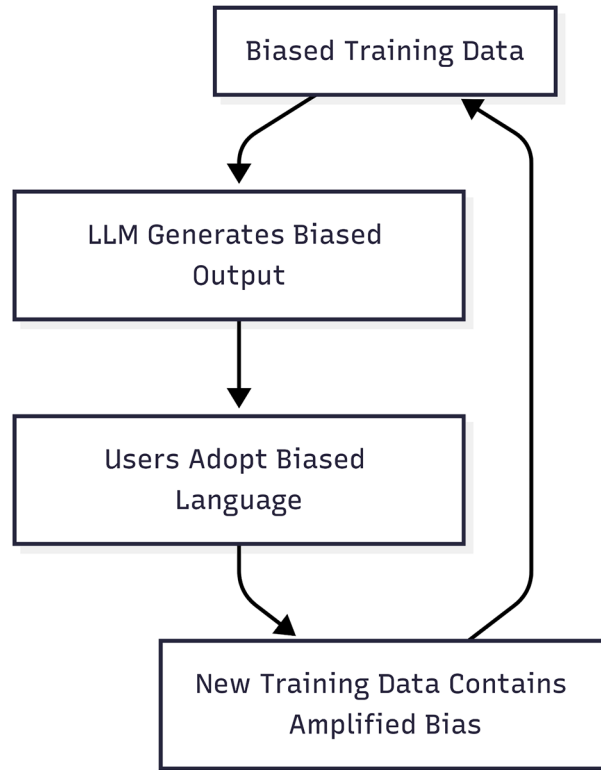 Biased Training Data
LLM Generates Biased
Output
Users Adopt Biased
Language
New Training Data Contains
Amplified Bias